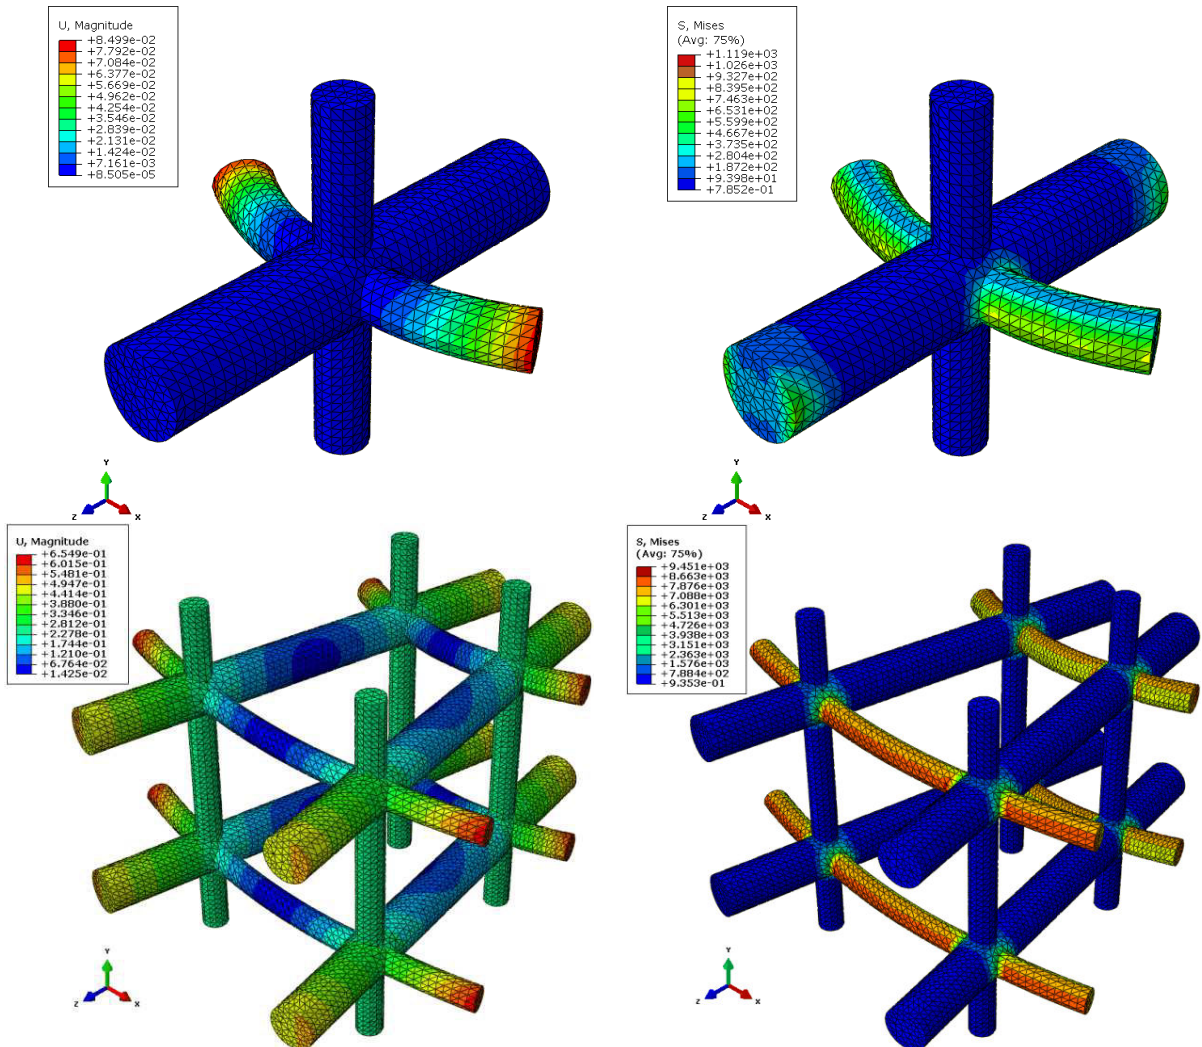 U, Magnitude
+8.499e-02
+7.792e-02
+7.084e-02
+6.377e-02
+5.669e-02
+4.962e-02
+4.254e-02
+3.546e-02
+2.839e-02
+2.131e-02
+1.424e-02
+7.161e-03
+8.505e-05
Y
Z
X
S, Mises
(Avg: 75%)
+1.119e+03
+1.026e+03
+9.327e+02
+8.395e+02
+7.463e+02
+6.531e+02
+5.599e+02
+4.667e+02
+3.735e+02
+2.804e+02
+1.872e+02
+9.398e+01
+7.852e-01
Y
Z
X
U, Magnitude
+6.549e-01
+6.015e-01
+5.481e-01
+4.947e-01
+4.414e-01
+3.880e-01
+3.346e-01
+2.812e-01
+2.278e-01
+1.744e-01
+1.210e-01
+6.764e-02
+1.425e-02
Y
Z
X
S, Mises
(Avg: 75%)
+9.451e+03
+8.663e+03
+7.876e+03
+7.088e+03
+6.301e+03
+5.513e+03
+4.726e+03
+3.938e+03
+3.151e+03
+2.363e+03
+1.576e+03
+7.884e+02
+9.353e-01
Y
Z
X